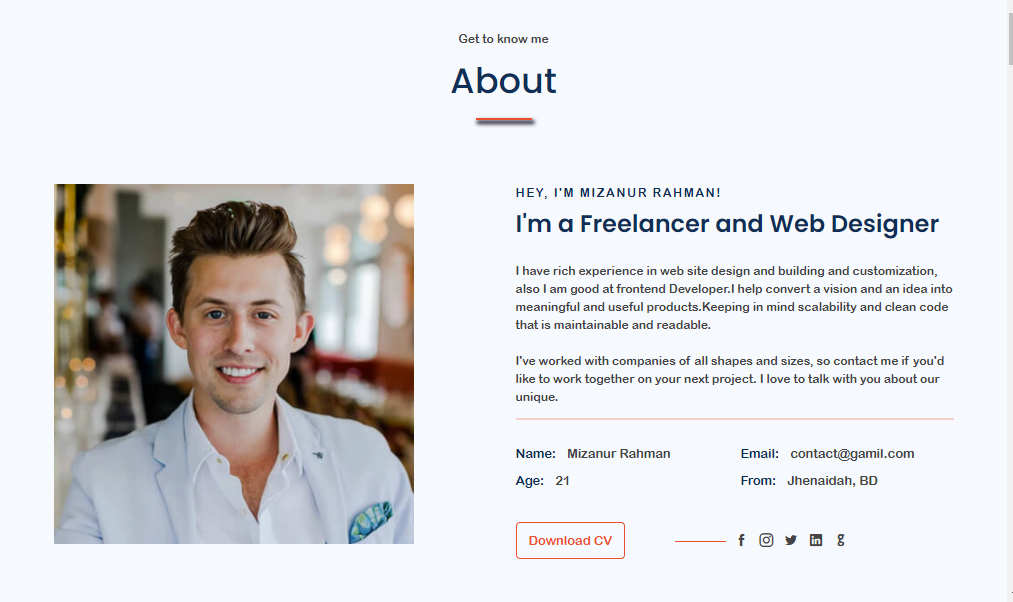 Get to know me
About
HEY, I'M MIZANUR RAHMAN!
I'm a Freelancer and Web Designer
I have rich experience in web site design and building and customization,
also I am good at frontend Developer.I help convert a vision and an idea into
meaningful and useful products.Keeping in mind scalability and clean code
that is maintainable and readable.
I've worked with companies of all shapes and sizes, so contact me if you'd
like to work together on your next project. I love to talk with you about our
unique.
Name: Mizanur Rahman Email: contact@gamil.com
Age: 21 From: Jhenaidah, BD
Download CV